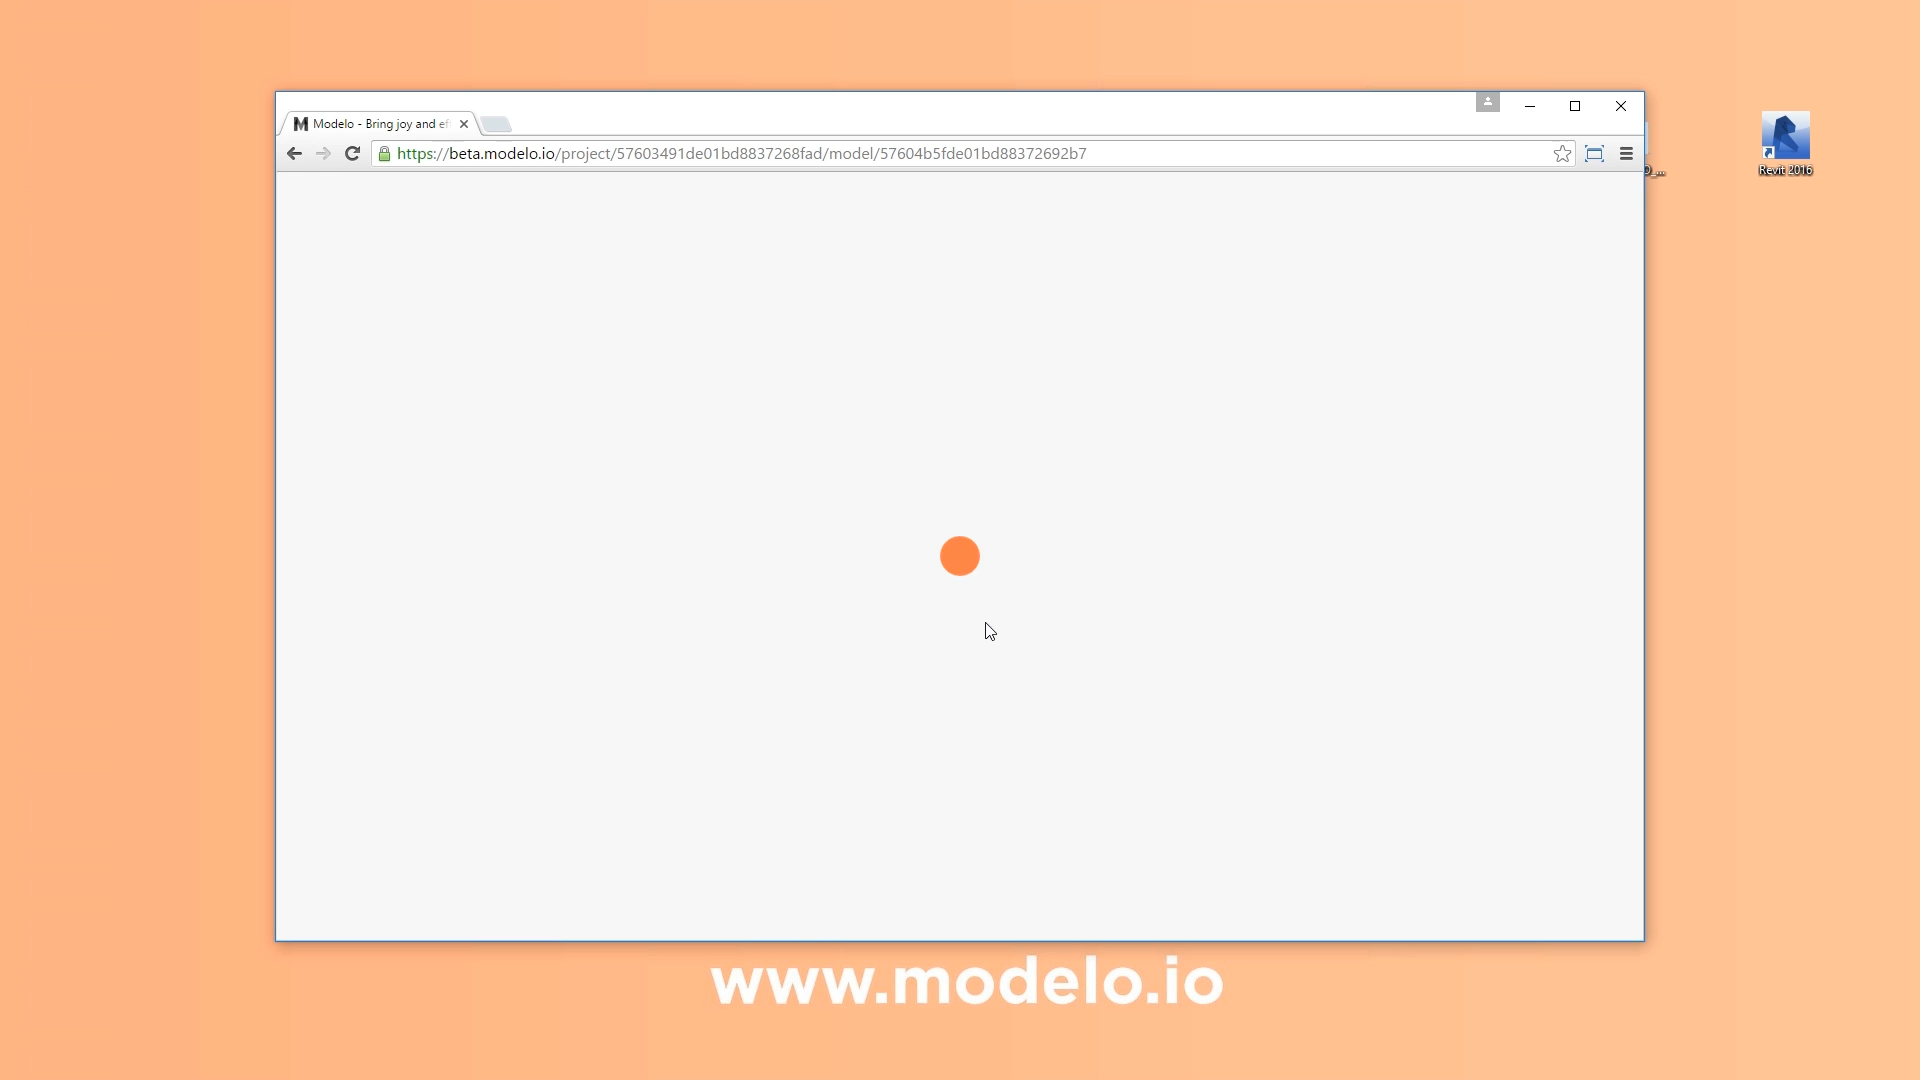 M Modelo - Bring joy and ef
https://beta.modelo.io/project/57603491de01bd8837268fad/model/57604b5fde01bd88372692b7
Revit 2016
www.modelo.io